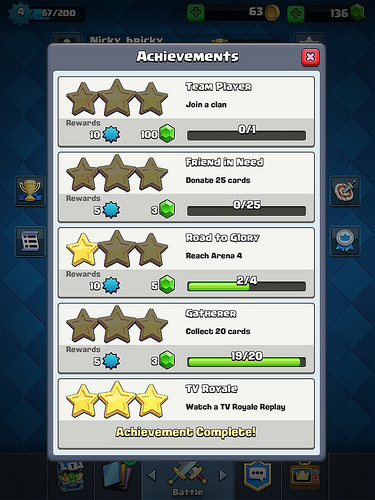 4 67/200 63 136
Nicky bricky
Achievements
Team Player
Join a clan
Rewards
10 100 0/1
Friend in Need
Donate 25 cards
Rewards
5 3 0/25
Road to Glory
Reach Arena 4
Rewards
10 5 2/4
Gatherer
Collect 20 cards
Rewards
5 3 19/20
TV Royale
Watch a TV Royale Replay
Achievement Complete!
Battle